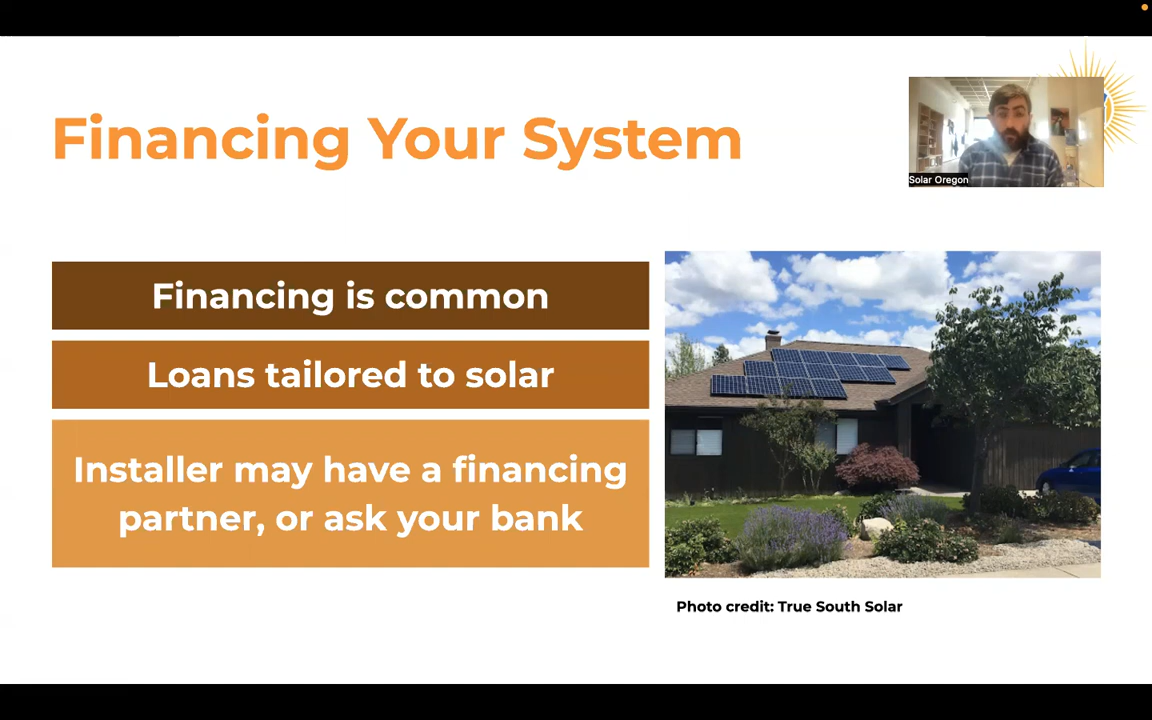 Financing Your System
Solar Oregon
Financing is common
Loans tailored to solar
Installer may have a financing
partner, or ask your bank
Photo credit: True South Solar